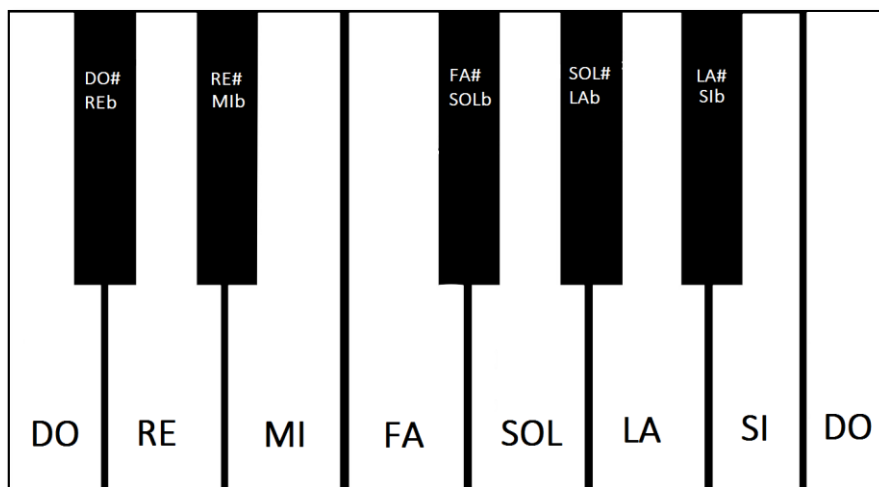 DO#
REb
RE#
MIb
FA#
SOLb
SOL#
LAb
LA#
SIb
DO RE MI FA SOL LA SI DO